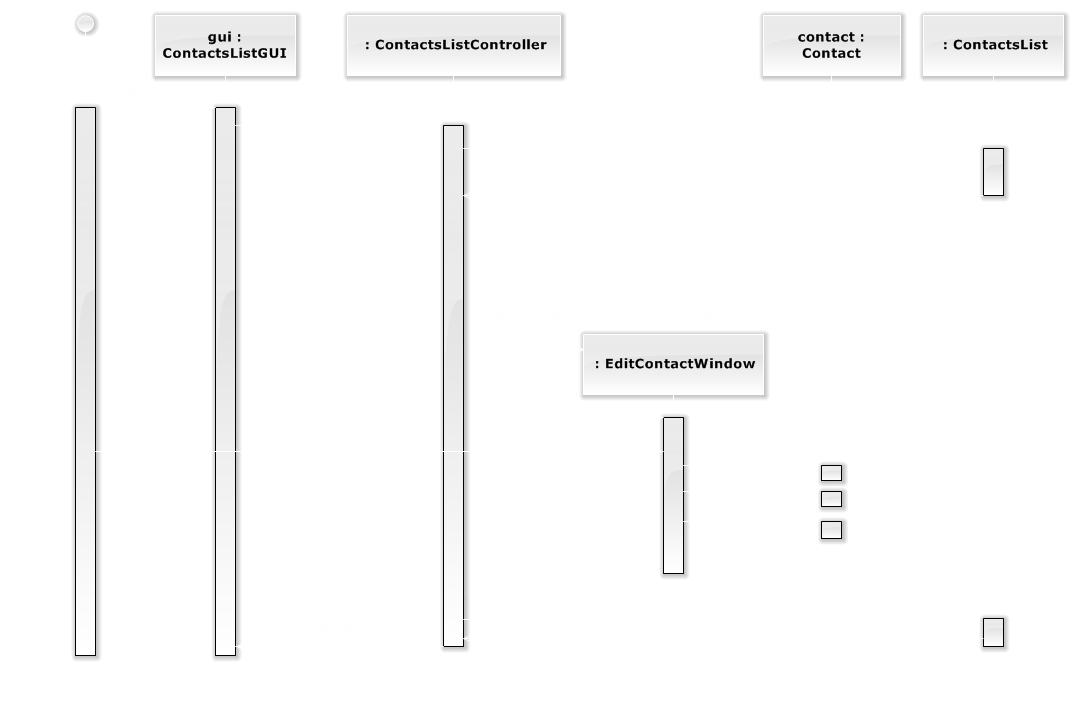 gui :
ContactsListGUI
: ContactsListController
contact :
Contact
: ContactsList
: EditContactWindow